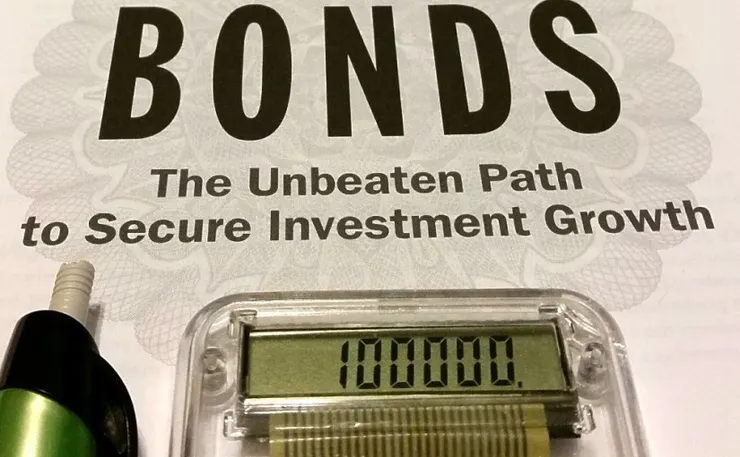 BONDS
The Unbeaten Path
to Secure Investment Growth
100000.